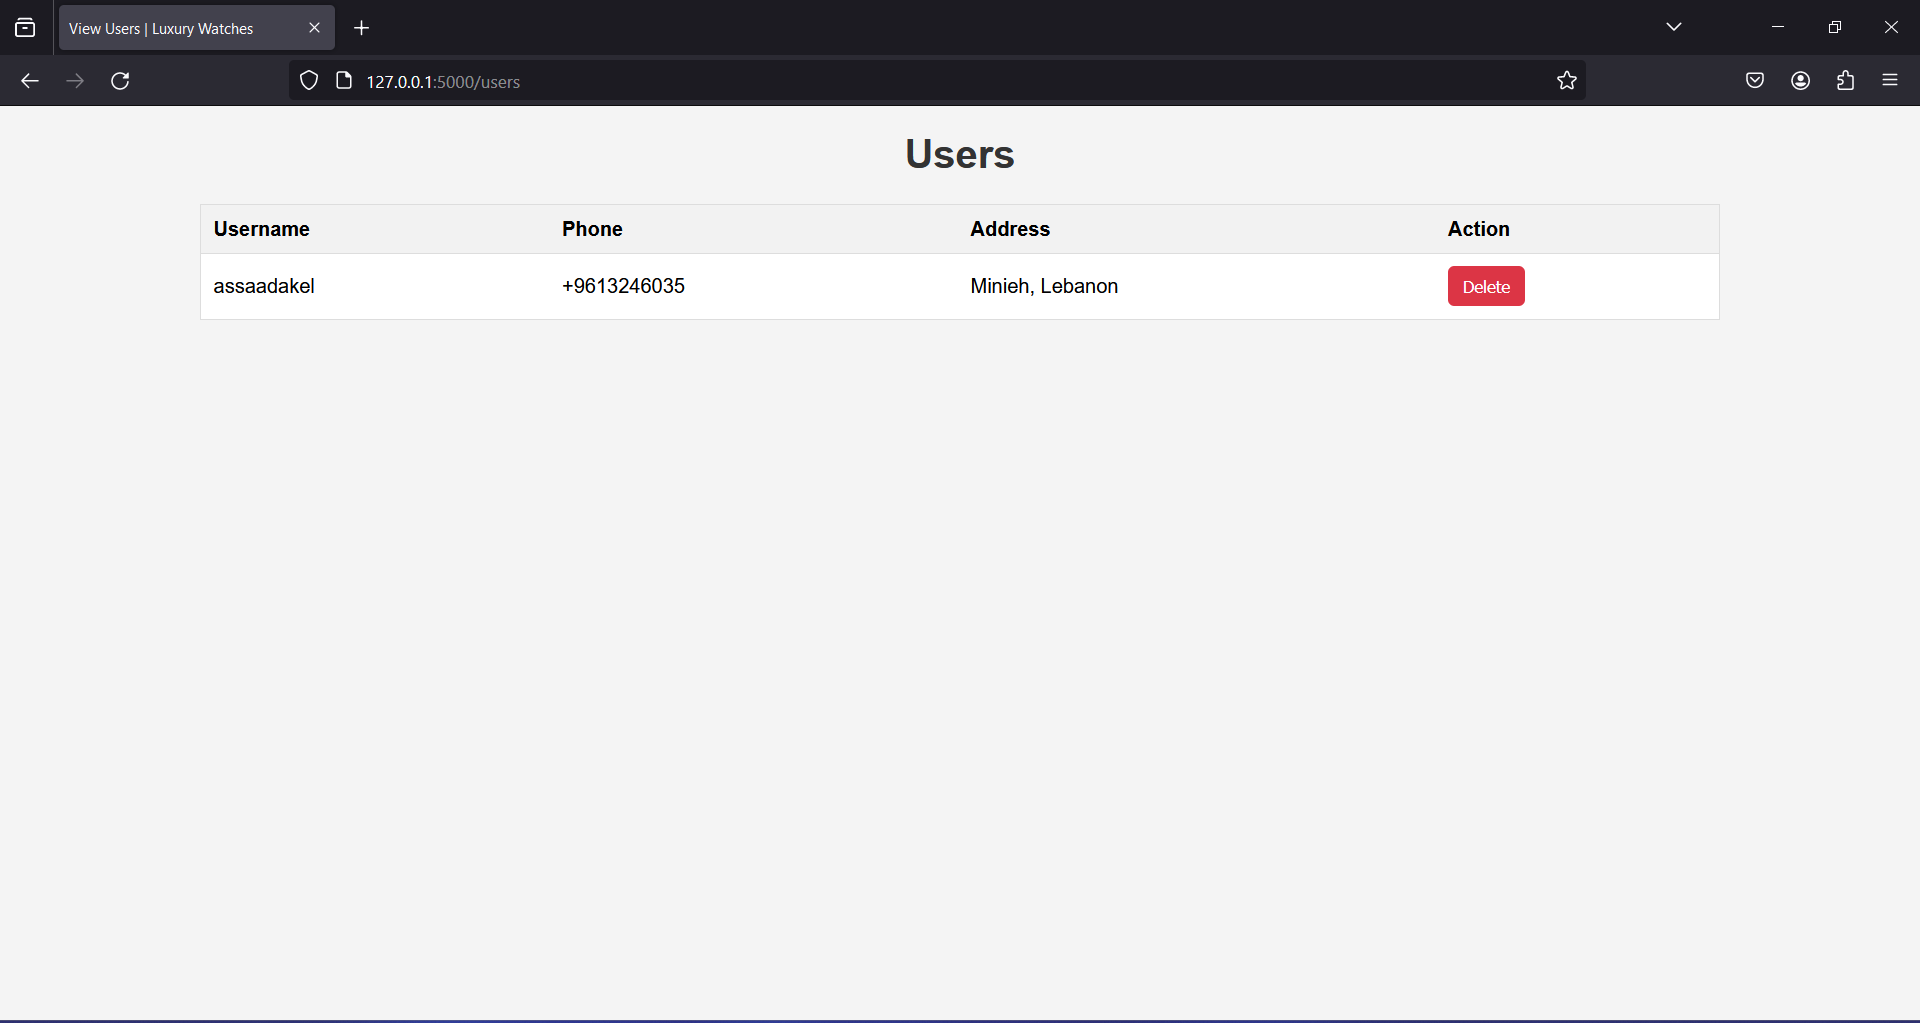 View Users | Luxury Watches
127.0.0.1:5000/users
Users
Username Phone Address Action
assaadakel +9613246035 Minieh, Lebanon Delete